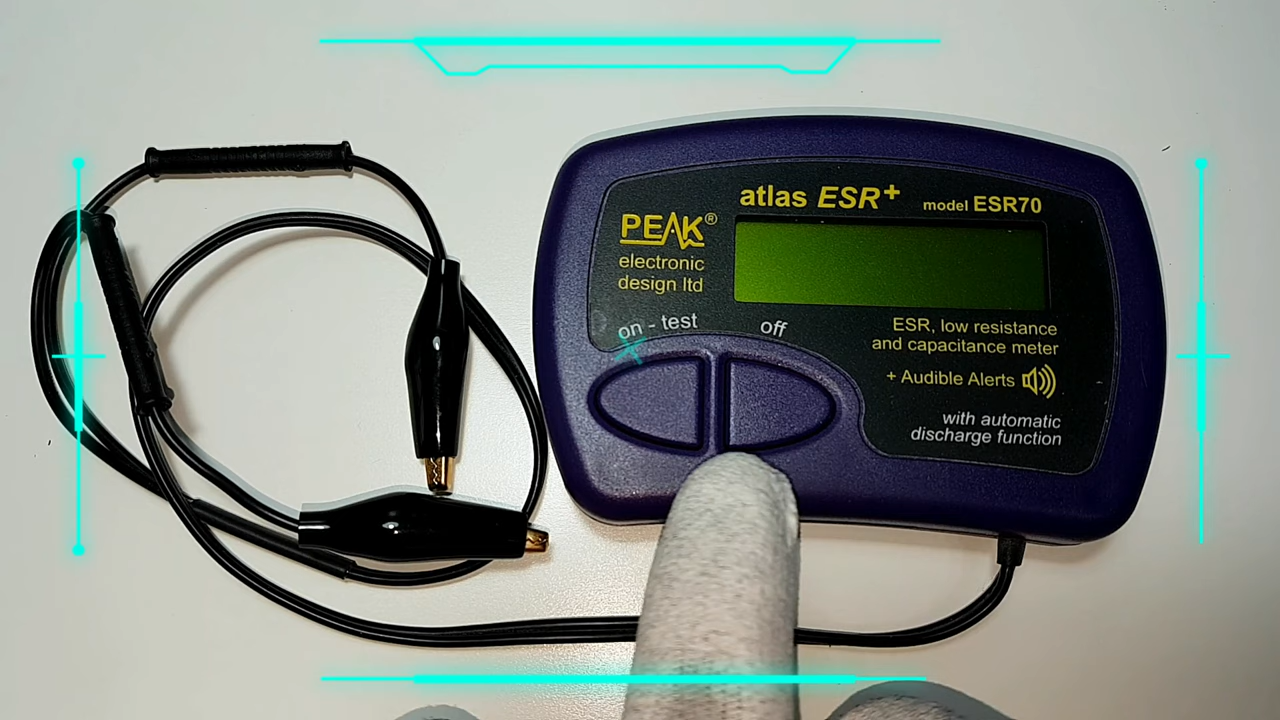 atlas ESR+
model ESR70
PEAK®
electronic
design ltd
on - test
off
ESR, low resistance
and capacitance meter
+ Audible Alerts
with automatic
discharge function